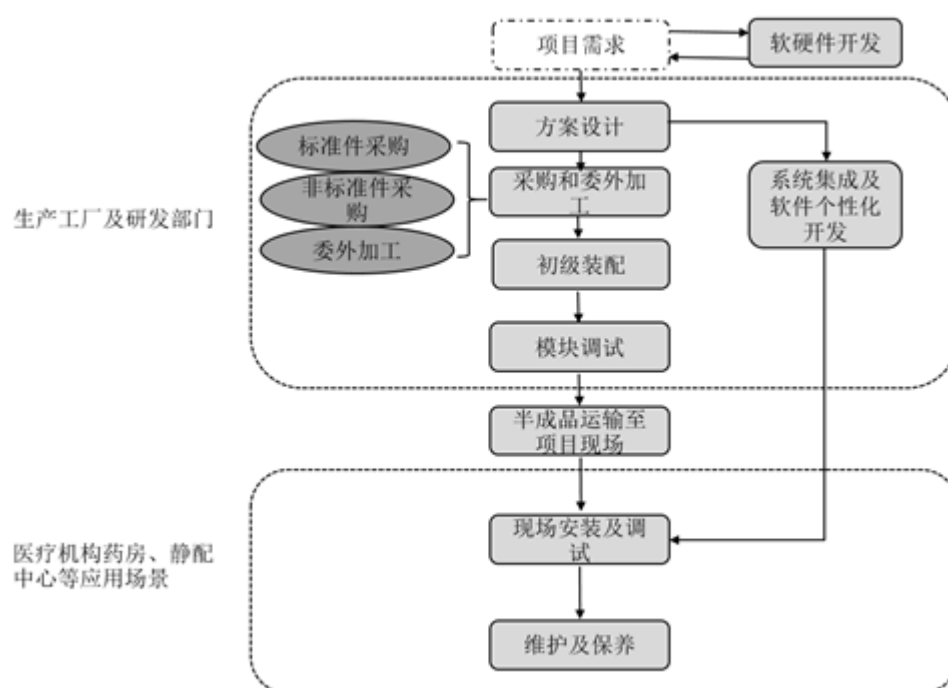 项目需求
软硬件开发
方案设计
标准件采购
非标准件采
购
委外加工
采购和委外加
工
系统集成及
软件个性化
开发
生产工厂及研发部门
初级装配
模块调试
半成品运输至
项目现场
现场安装及调
试
医疗机构药房、静配
中心等应用场景
维护及保养